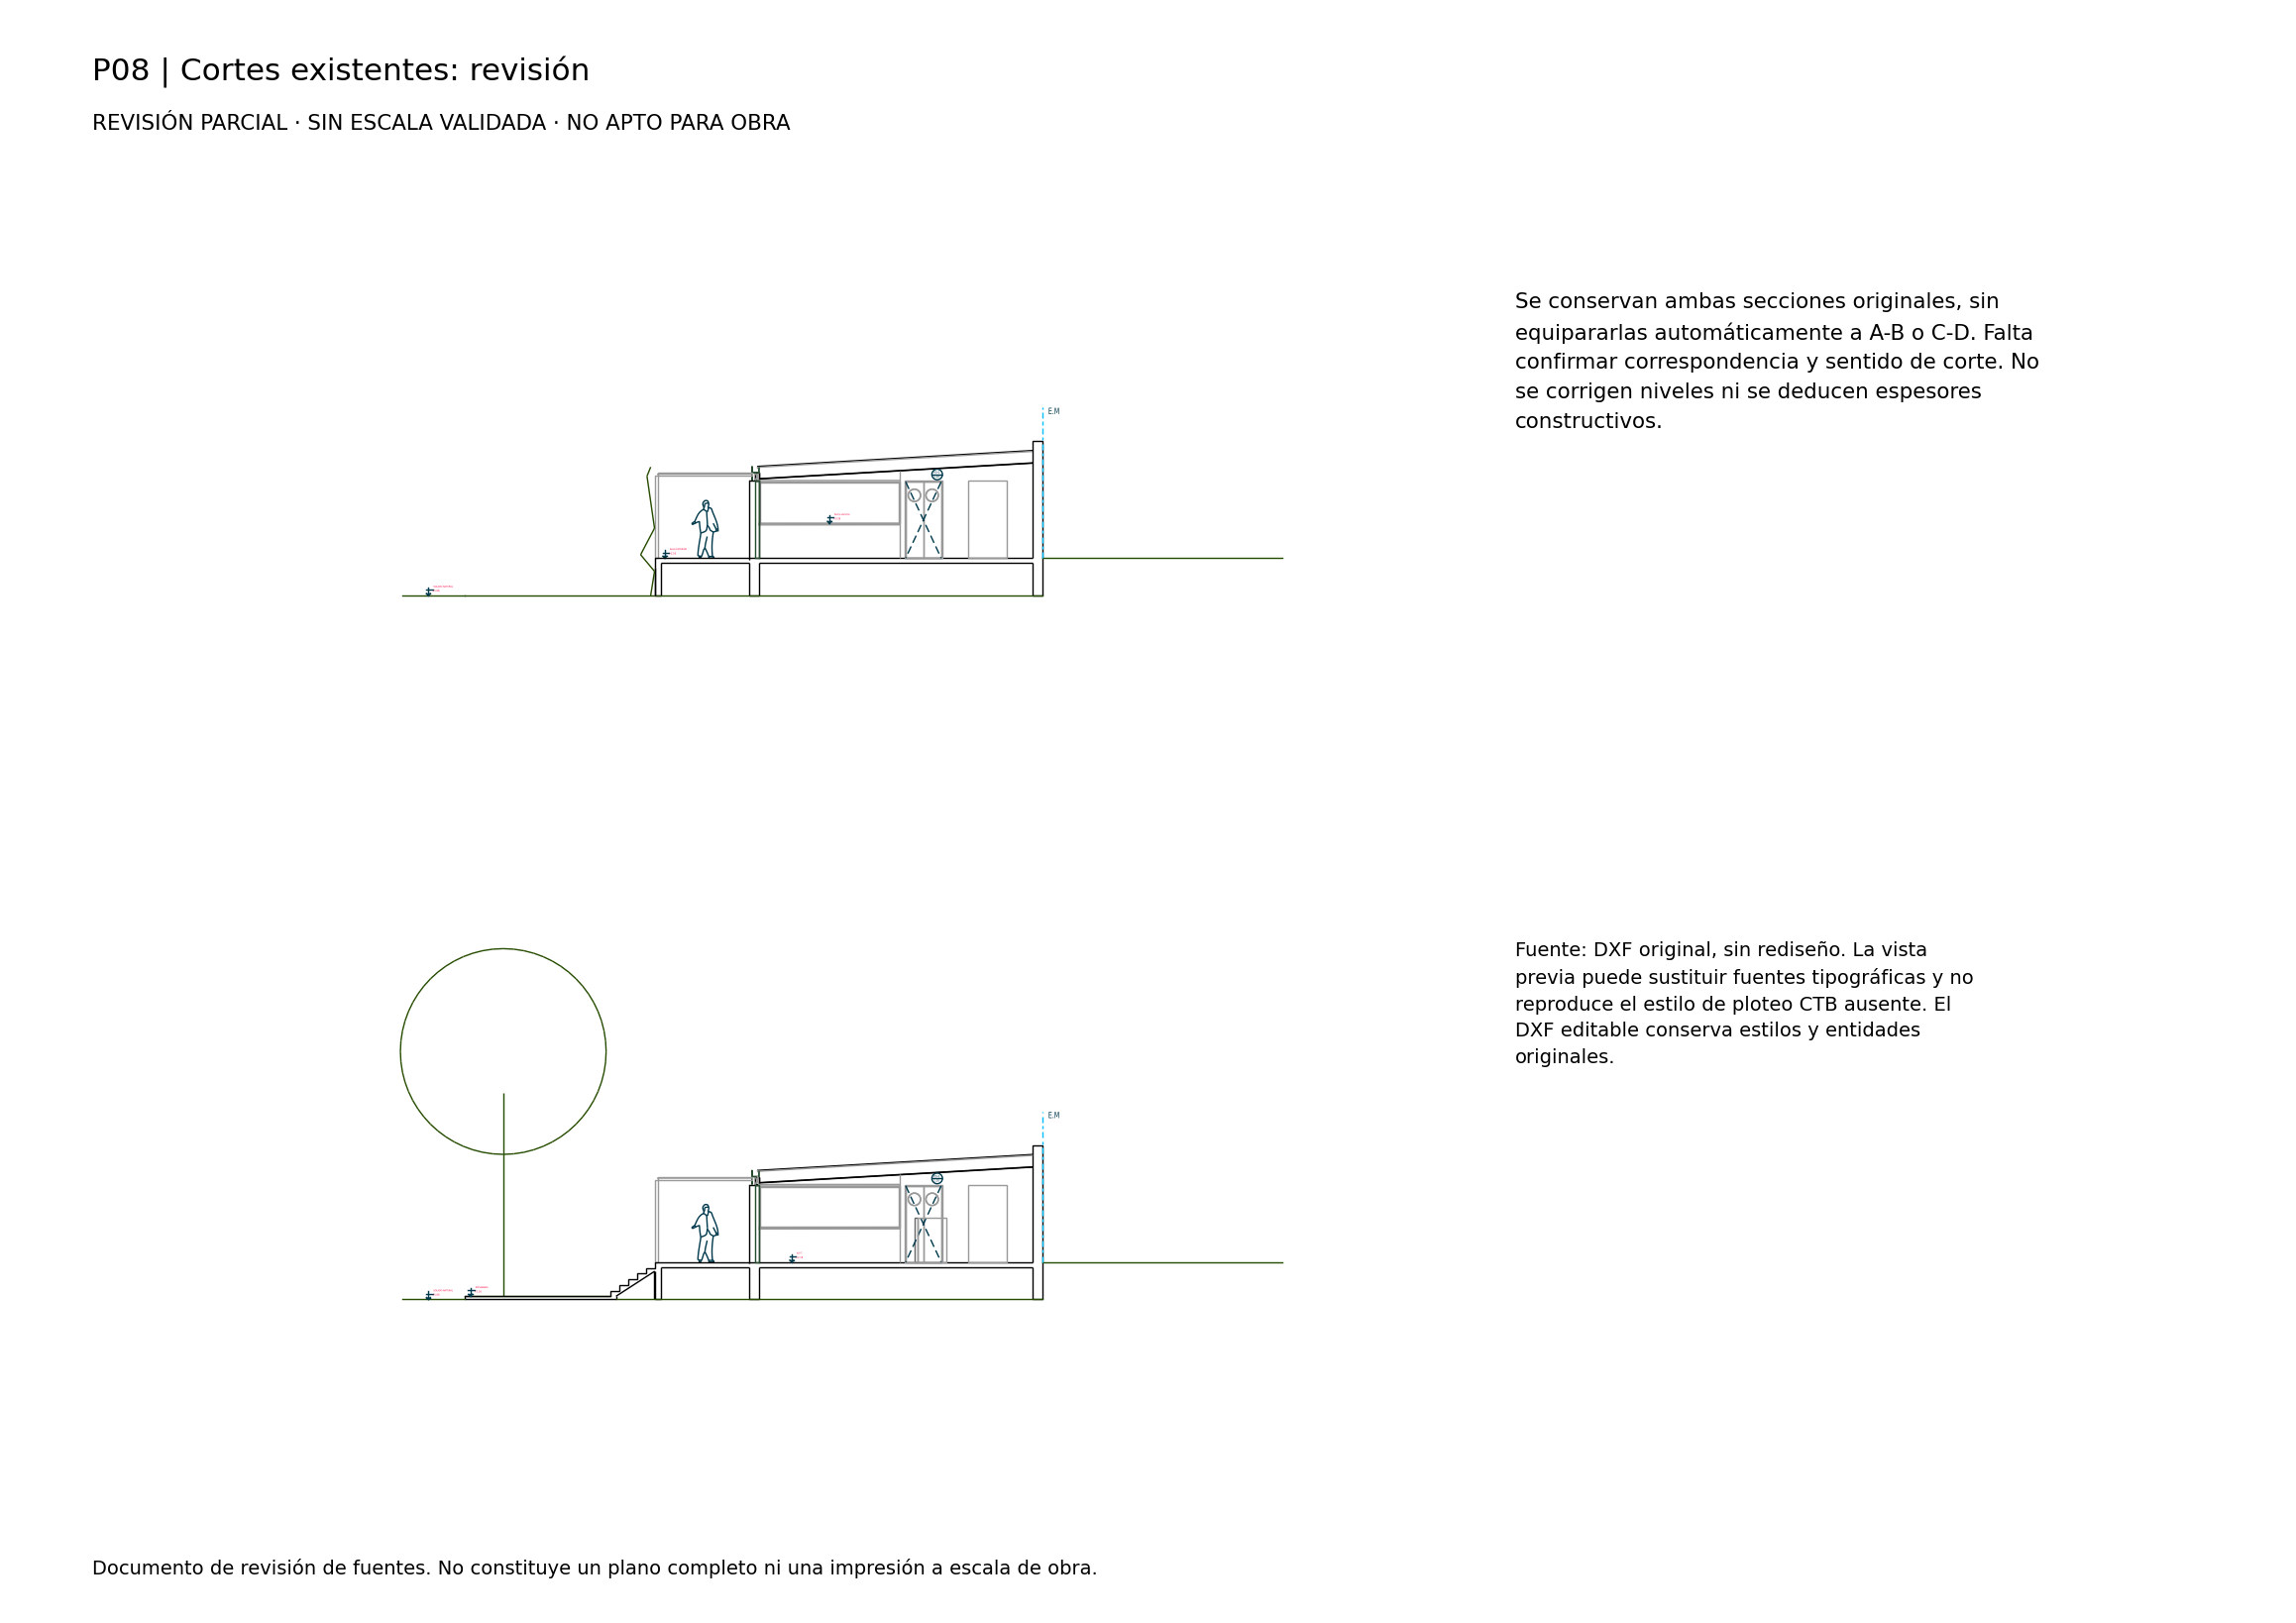 P08 | Cortes existentes: revisión
REVISIÓN PARCIAL · SIN ESCALA VALIDADA · NO APTO PARA OBRA
Se conservan ambas secciones originales, sin
equipararlas automáticamente a A-B o C-D. Falta
confirmar correspondencia y sentido de corte. No
se corrigen niveles ni se deducen espesores
constructivos.
E.M
Fuente: DXF original, sin rediseño. La vista
previa puede sustituir fuentes tipográficas y no
reproduce el estilo de ploteo CTB ausente. El
DXF editable conserva estilos y entidades
originales.
E.M
Documento de revisión de fuentes. No constituye un plano completo ni una impresión a escala de obra.